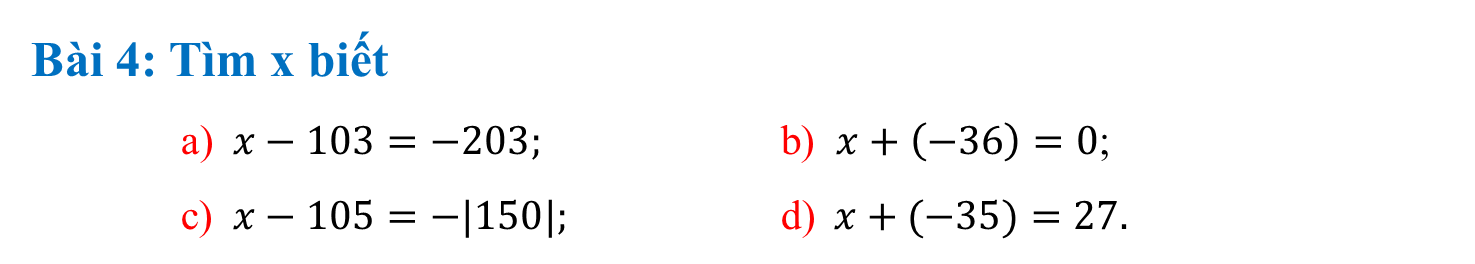 Bài 4: Tìm x biết
a) x − 103 = −203; b) x + (−36) = 0;
c) x − 105 = −|150|; d) x + (−35) = 27.